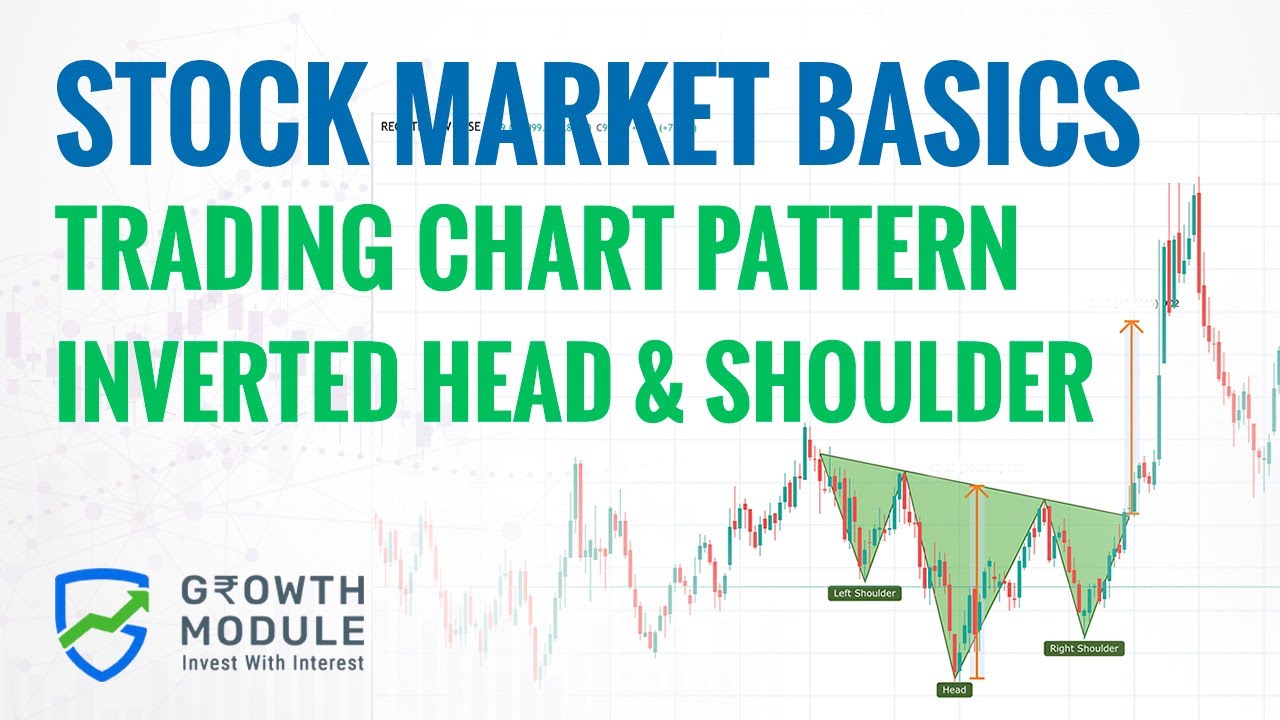 STOCK MARKET BASICS
TRADING CHART PATTERN
INVERTED HEAD & SHOULDER
Left Shoulder
Head
Right Shoulder
G₹OWTH
MODULE
Invest With Interest